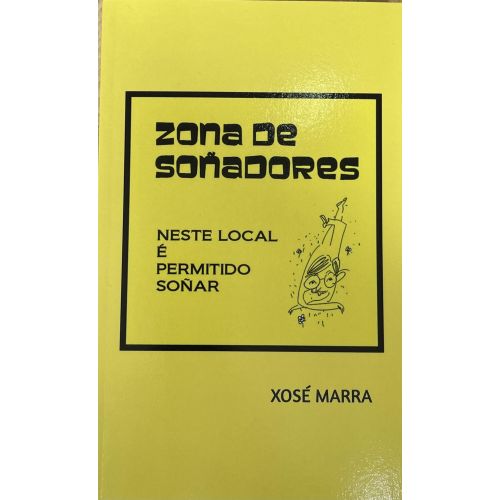 ZONA DE
SOÑADORES
NESTE LOCAL
É
PERMITIDO
SOÑAR
XOSÉ MARRA